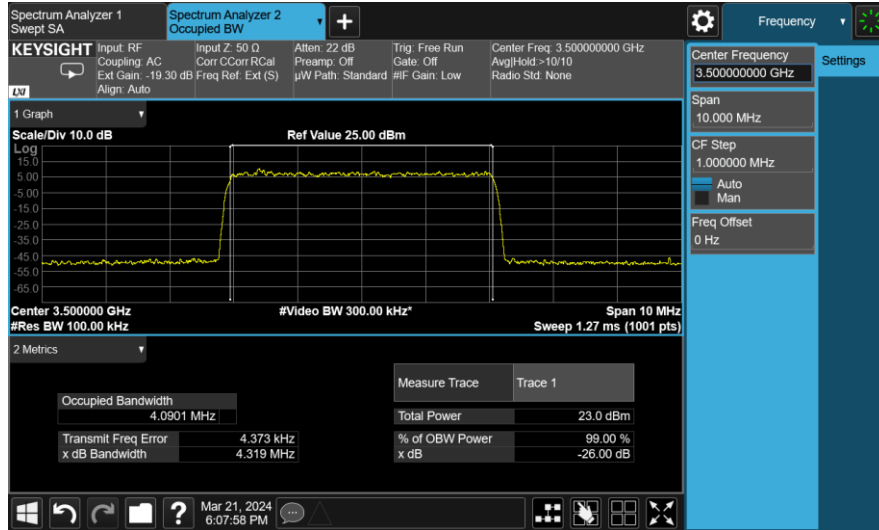 Spectrum Analyzer 1
Swept SA
Spectrum Analyzer 2
Occupied BW
Frequency
KEYSIGHT
LXI
Input: RF
Coupling: AC
Ext Gain: -19.30 dB
Align: Auto
Input Z: 50 Ω
Corr CCorr RCal
Freq Ref: Ext (S)
Atten: 22 dB
Preamp: Off
µW Path: Standard
Trig: Free Run
Gate: Off
#IF Gain: Low
Center Freq: 3.500000000 GHz
Avg|Hold:>10/10
Radio Std: None
Center Frequency
3.500000000 GHz
Settings
Span
10.000 MHz
CF Step
1.000000 MHz
Auto
Man
Freq Offset
0 Hz
1 Graph
Scale/Div 10.0 dB
Ref Value 25.00 dBm
Log
15.0
5.00
-5.00
-15.0
-25.0
-35.0
-45.0
-55.0
-65.0
Center 3.500000 GHz
#Video BW 300.00 kHz*
Span 10 MHz
#Res BW 100.00 kHz
Sweep 1.27 ms (1001 pts)
2 Metrics
Measure Trace
Trace 1
Occupied Bandwidth
4.0901 MHz
Total Power
23.0 dBm
Transmit Freq Error
4.373 kHz
% of OBW Power
99.00 %
x dB Bandwidth
4.319 MHz
x dB
-26.00 dB
Mar 21, 2024
6:07:58 PM